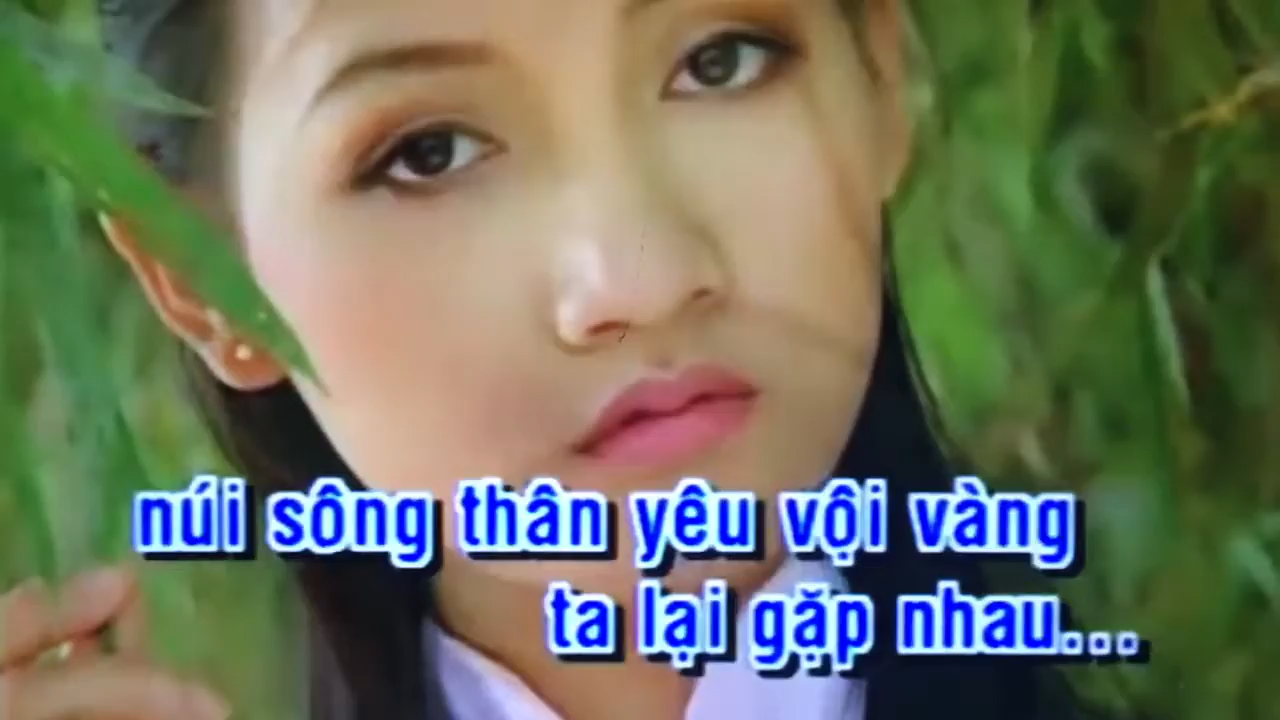 núi sông thân yêu vội vàng
ta lại gặp nhau...